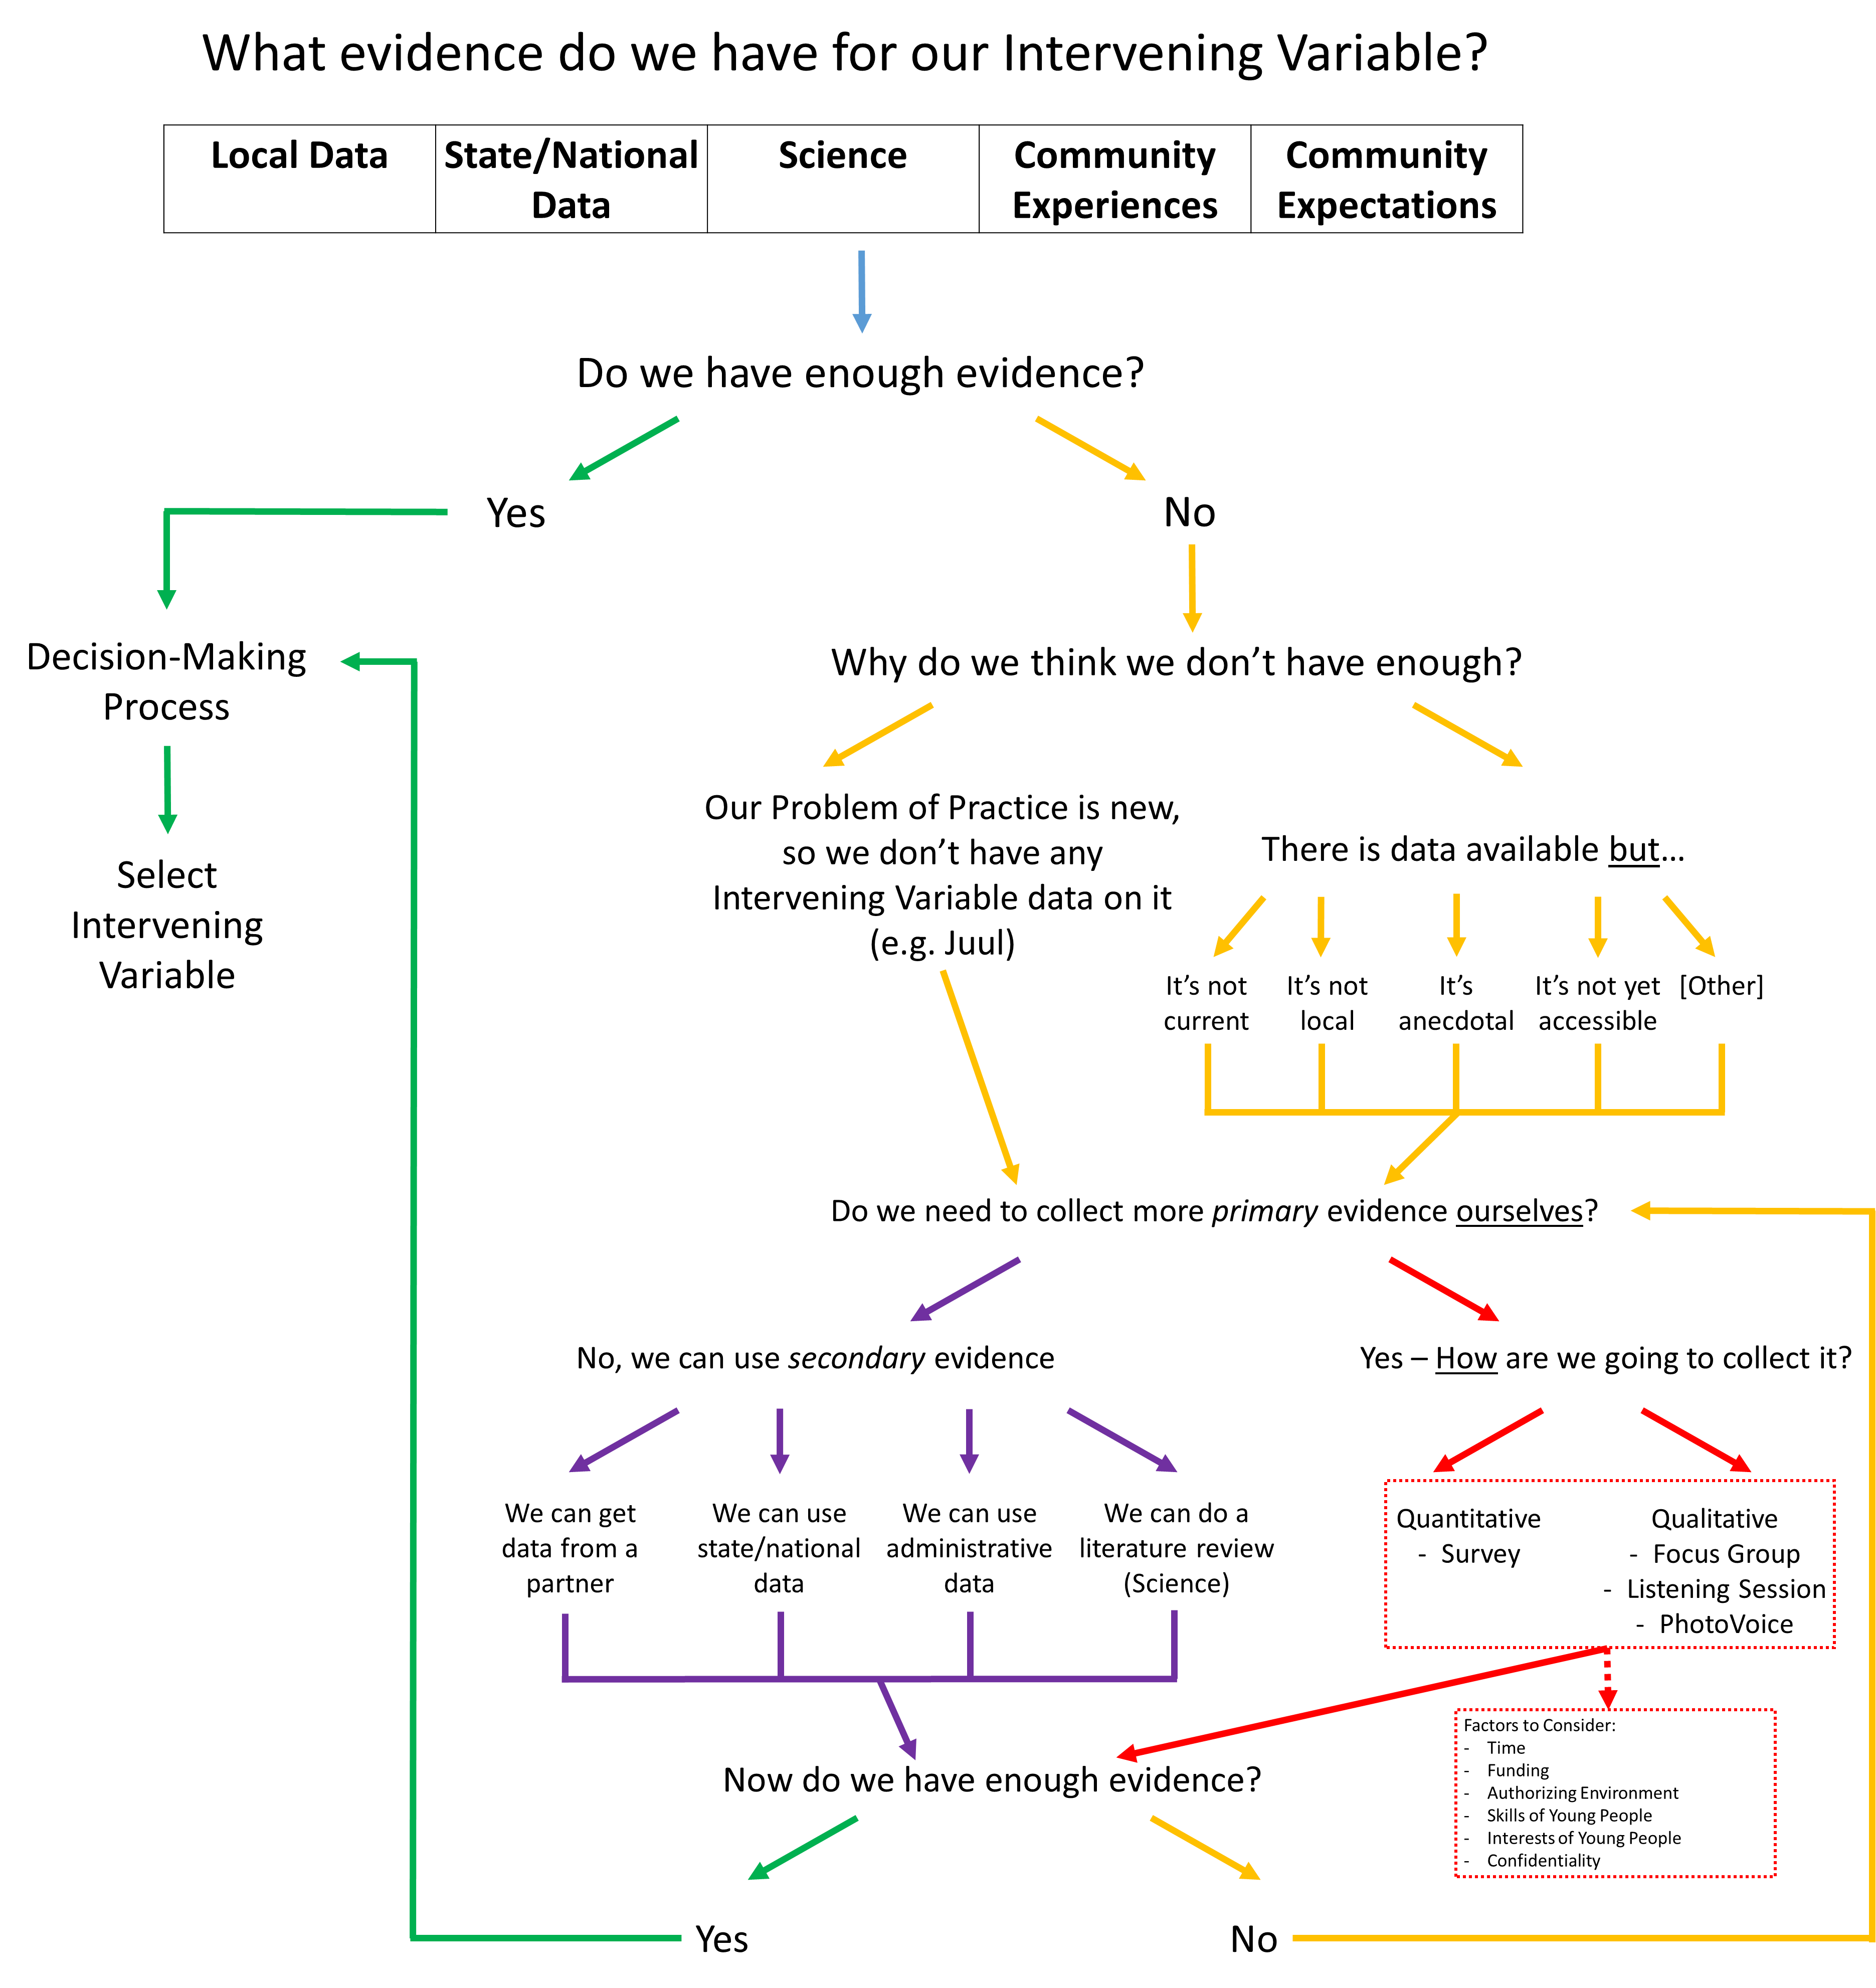 What evidence do we have for our Intervening Variable?
Local Data
State/National
Data
Science
Community
Experiences
Community
Expectations
Do we have enough evidence?
Yes
No
Decision-Making
Process
Select
Intervening
Variable
Why do we think we don’t have enough?
Our Problem of Practice is new,
so we don’t have any
Intervening Variable data on it
(e.g. Juul)
There is data available but…
It’s not
current
It’s not
local
It’s
anecdotal
It’s not yet
accessible
[Other]
Do we need to collect more primary evidence ourselves?
No, we can use secondary evidence
Yes – How are we going to collect it?
We can get
data from a
partner
We can use
state/national
data
We can use
administrative
data
We can do a
literature review
(Science)
Quantitative
- Survey
Qualitative
- Focus Group
- Listening Session
- PhotoVoice
Factors to Consider:
- Time
- Funding
- Authorizing Environment
- Skills of Young People
- Interests of Young People
- Confidentiality
Now do we have enough evidence?
Yes
No